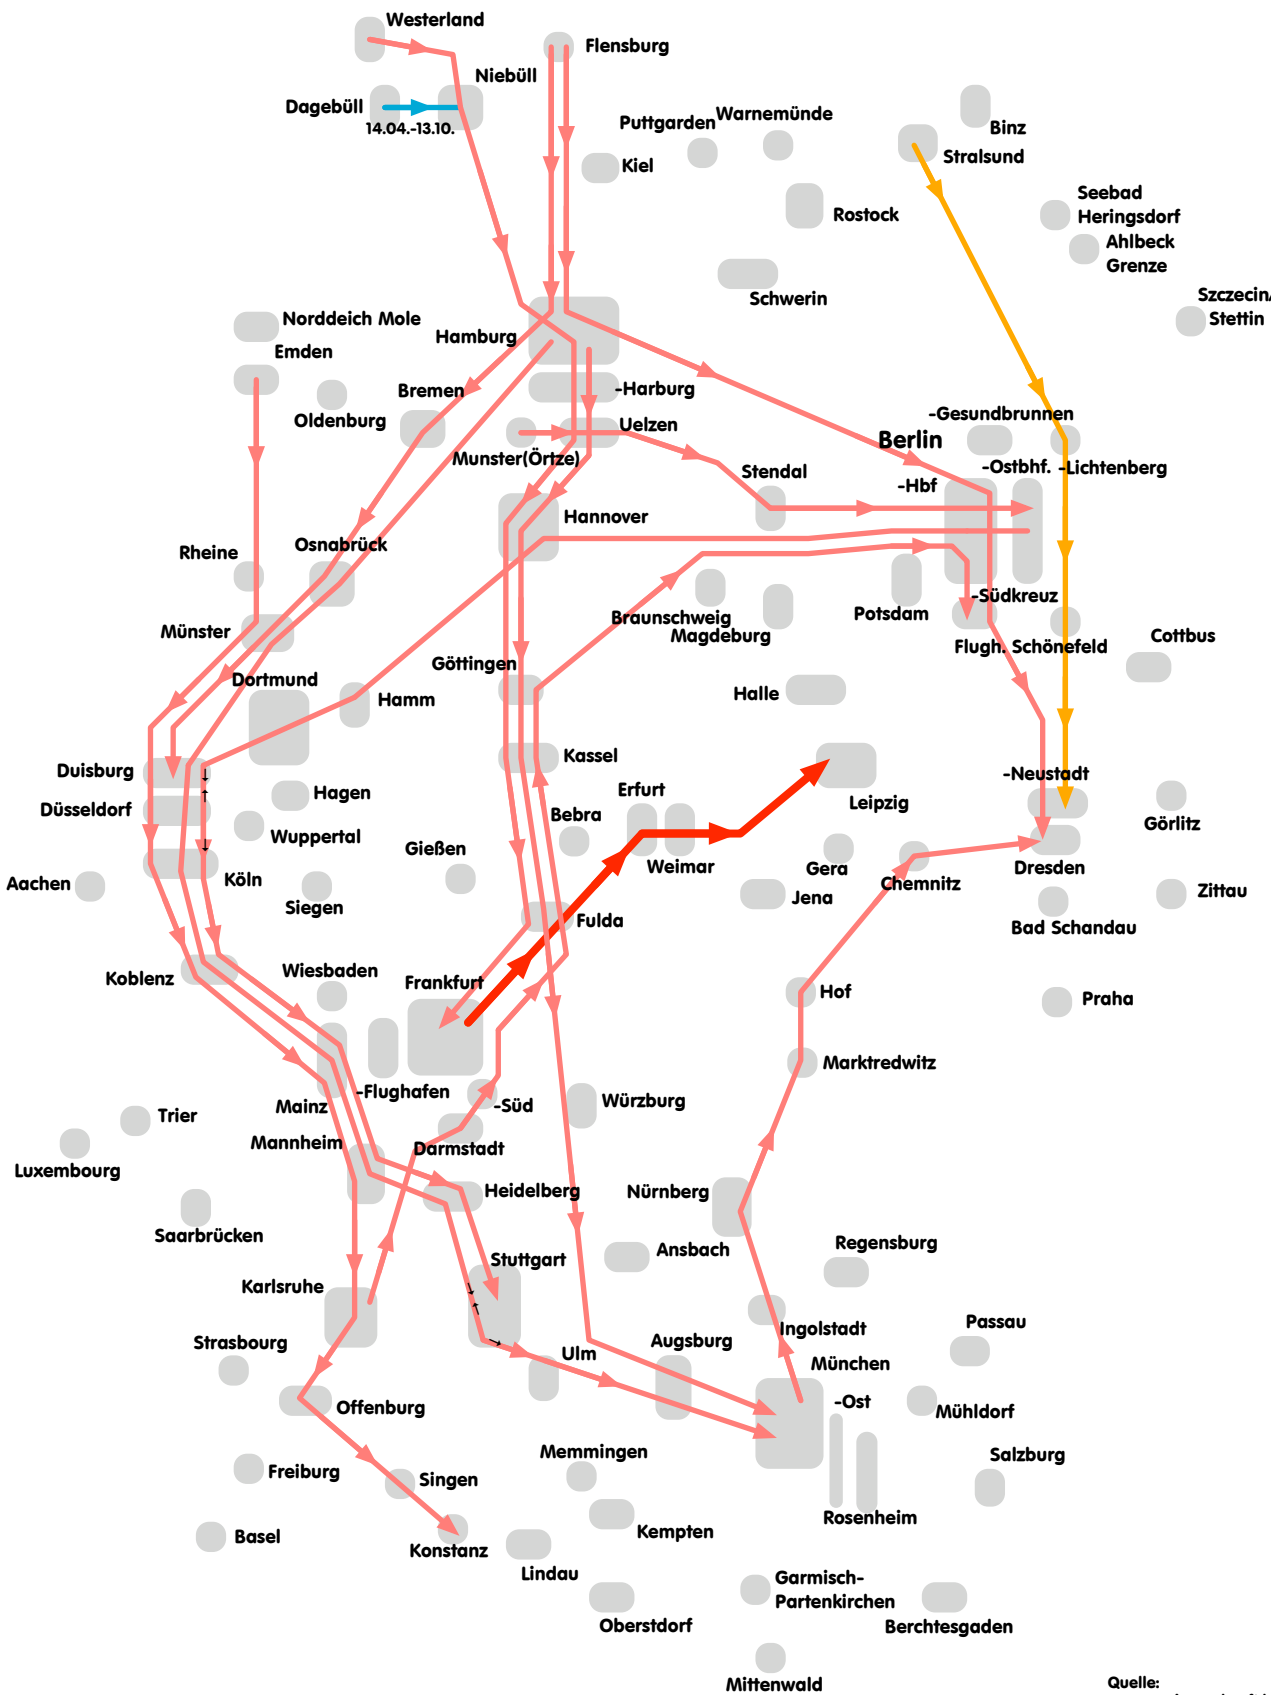 Westerland
Flensburg
Niebüll
Dagebüll
14.04.-13.10.
Puttgarden
Warnemünde
Binz
Stralsund
Kiel
Seebad
Heringsdorf
Rostock
Ahlbeck
Grenze
Schwerin
Szczecin/
Stettin
Norddeich Mole
Hamburg
Emden
Bremen
-Harburg
Oldenburg
-Gesundbrunnen
Uelzen
Berlin
Munster(Örtze)
Stendal
-Ostbhf.
-Lichtenberg
-Hbf
Hannover
Rheine
Osnabrück
-Südkreuz
Braunschweig
Potsdam
Münster
Magdeburg
Cottbus
Flugh. Schönefeld
Göttingen
Dortmund
Halle
Hamm
Kassel
Duisburg
-Neustadt
Erfurt
Hagen
Leipzig
Düsseldorf
Bebra
Görlitz
Wuppertal
Gießen
Weimar
Gera
Dresden
Köln
Aachen
Chemnitz
Zittau
Siegen
Jena
Fulda
Bad Schandau
Wiesbaden
Koblenz
Frankfurt
Hof
Praha
Marktredwitz
-Flughafen
Würzburg
Mainz
-Süd
Trier
Mannheim
Darmstadt
Luxembourg
Heidelberg
Nürnberg
Saarbrücken
Regensburg
Ansbach
Stuttgart
Karlsruhe
Passau
Ingolstadt
Strasbourg
Augsburg
Ulm
München
-Ost
Offenburg
Mühldorf
Memmingen
Salzburg
Freiburg
Singen
Rosenheim
Kempten
Basel
Konstanz
Lindau
Garmisch-
Partenkirchen
Oberstdorf
Berchtesgaden
Mittenwald
Quelle: